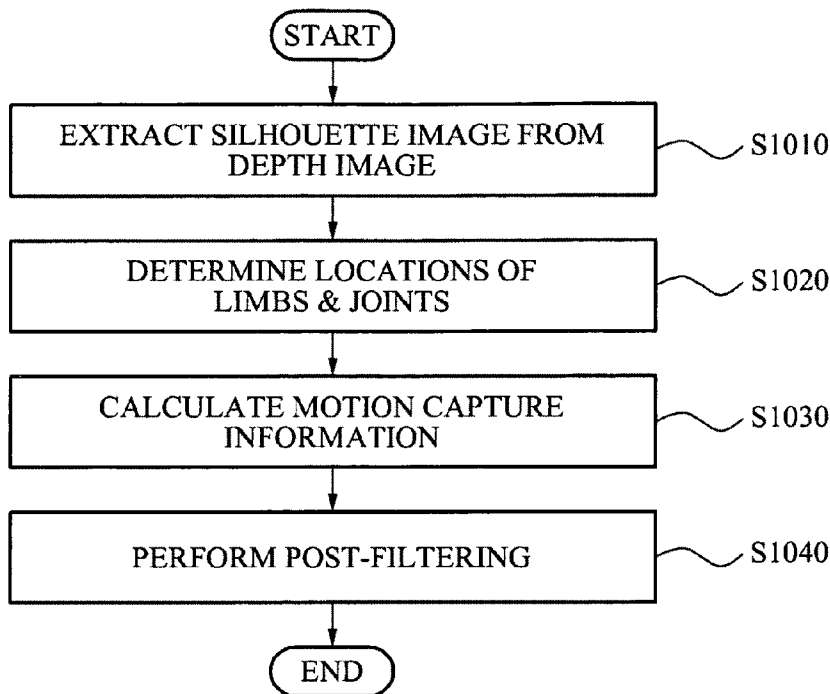 START
EXTRACT SILHOUETTE IMAGE FROM
DEPTH IMAGE
S1010
DETERMINE LOCATIONS OF
LIMBS & JOINTS
S1020
CALCULATE MOTION CAPTURE
INFORMATION
S1030
PERFORM POST-FILTERING
S1040
END